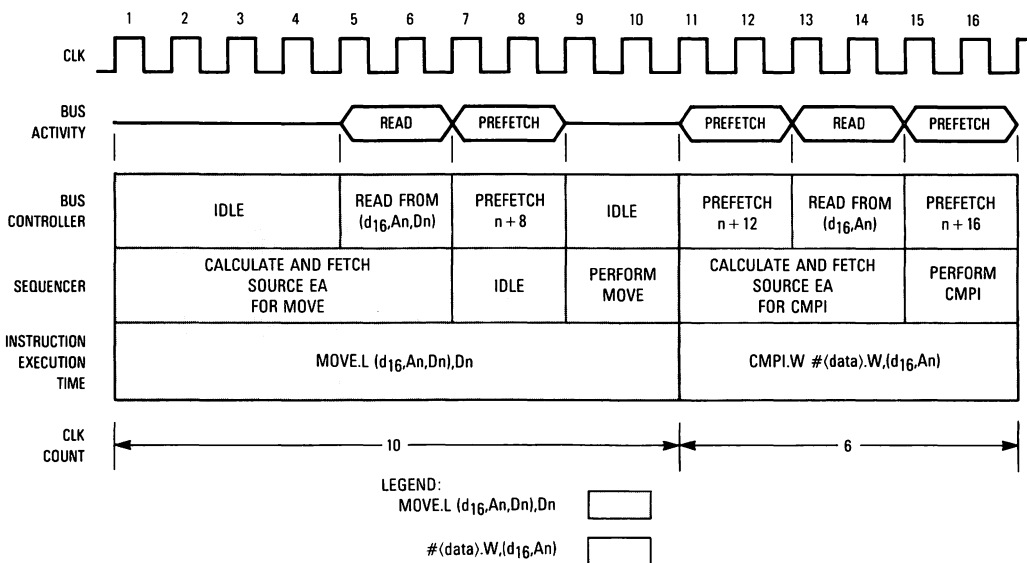 1 2 3 4 5 6 7 8 9 10 11 12 13 14 15 16
CLK
BUS
ACTIVITY
READ
PREFETCH
PREFETCH
READ
PREFETCH
BUS
CONTROLLER
IDLE
READ FROM
(d16,An,Dn)
PREFETCH
n + 8
IDLE
PREFETCH
n + 12
READ FROM
(d16,An)
PREFETCH
n + 16
SEQUENCER
CALCULATE AND FETCH
SOURCE EA
FOR MOVE
IDLE
PERFORM
MOVE
CALCULATE AND FETCH
SOURCE EA
FOR CMPI
PERFORM
CMPI
INSTRUCTION
EXECUTION
TIME
MOVE.L (d16,An,Dn),Dn
CMPI.W #⟨data⟩.W,(d16,An)
CLK
COUNT
10
6
LEGEND:
MOVE.L (d16,An,Dn),Dn
#⟨data⟩.W,(d16,An)